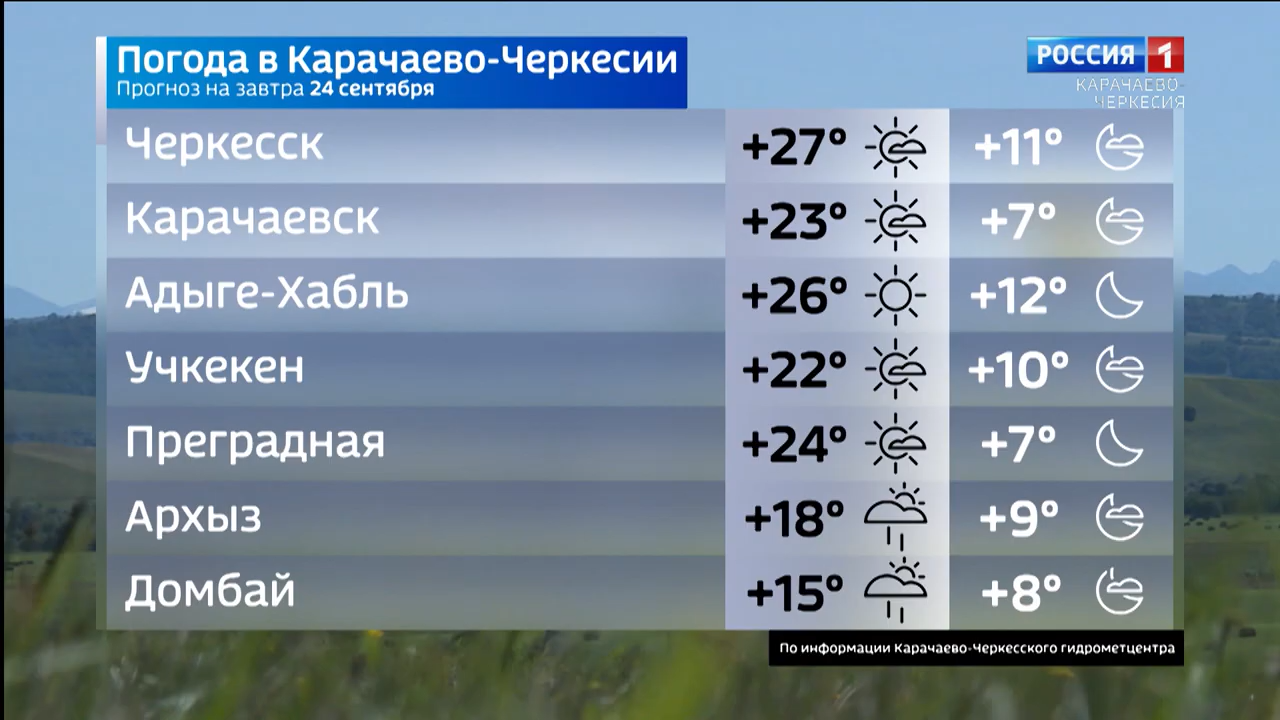 Погода в Карачаево-Черкесии
Прогноз на завтра 24 сентября
РОССИЯ 1
КАРАЧАЕВО-
ЧЕРКЕСИЯ
Черкесск +27° +11°
Карачаевск +23° +7°
Адыге-Хабль +26° +12°
Учкекен +22° +10°
Преградная +24° +7°
Архыз +18° +9°
Домбай +15° +8°
По информации Карачаево-Черкесского гидрометцентра